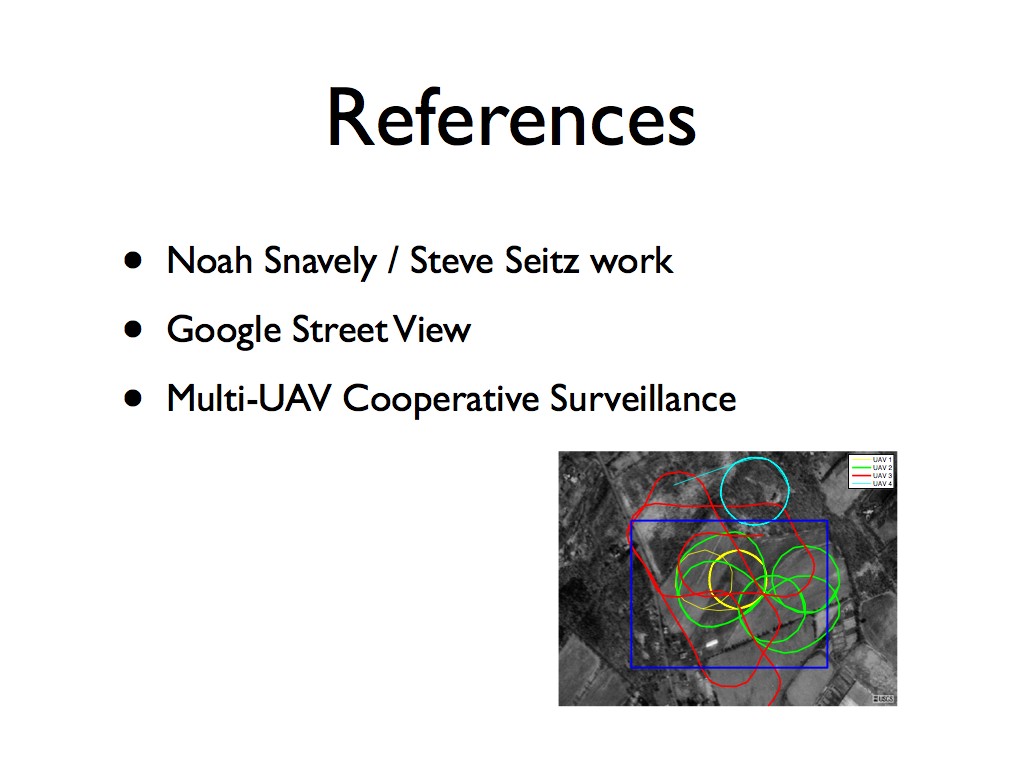 References
• Noah Snavely / Steve Seitz work
• Google Street View
• Multi-UAV Cooperative Surveillance
UAV 1
UAV 2
UAV 3
UAV 4
USGS